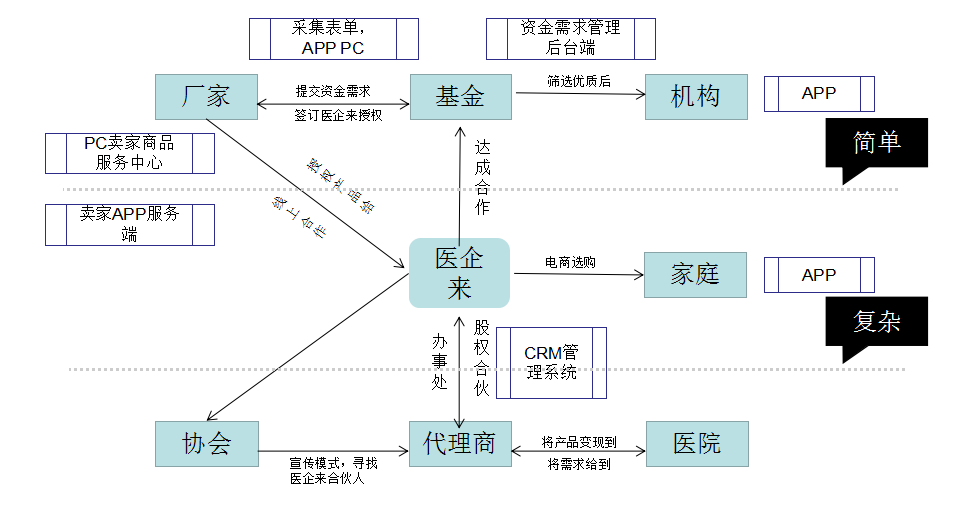 采集表单，
APP PC
资金需求管理
后台端
厂家
提交资金需求
签订医企来授权
基金
筛选优质后
机构
APP
简单
PC卖家商品
服务中心
授权产品给
线上合作
达成合作
卖家APP服务
端
医企
来
电商选购
家庭
APP
复杂
办事处
股权合伙
CRM管
理系统
协会
宣传模式，寻找
医企来合伙人
代理商
将产品变现到
将需求给到
医院